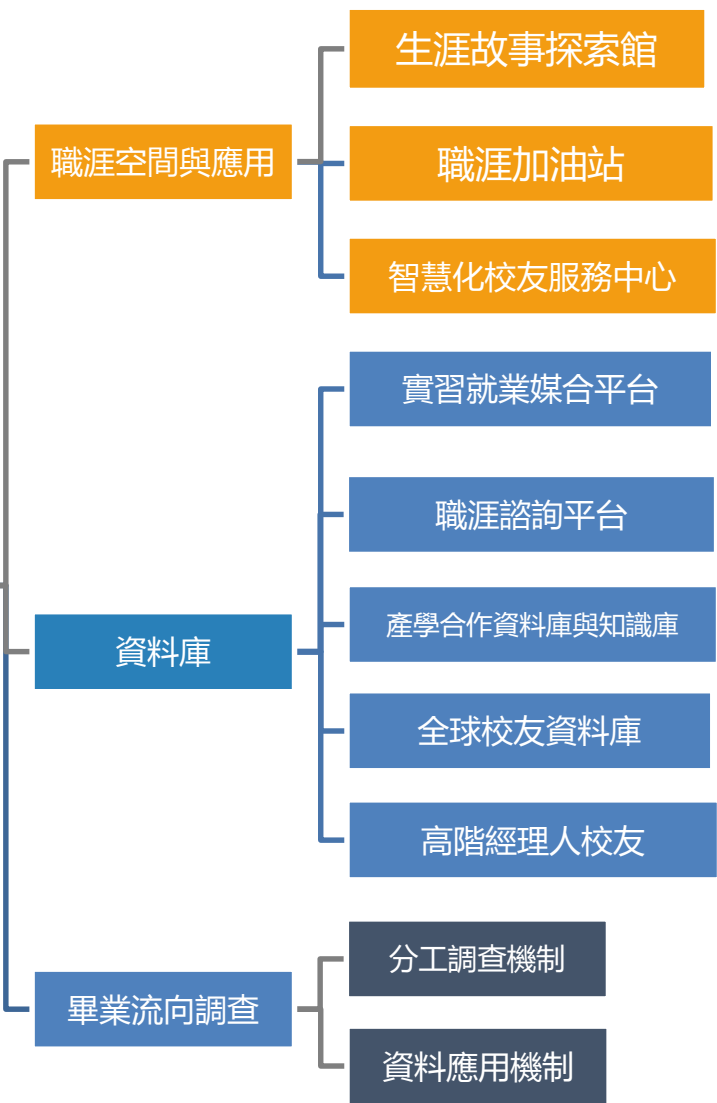 生涯故事探索館
職涯空間與應用
職涯加油站
智慧化校友服務中心
實習就業媒合平台
職涯諮詢平台
產學合作資料庫與知識庫
資料庫
全球校友資料庫
高階經理人校友
分工調查機制
畢業流向調查
資料應用機制